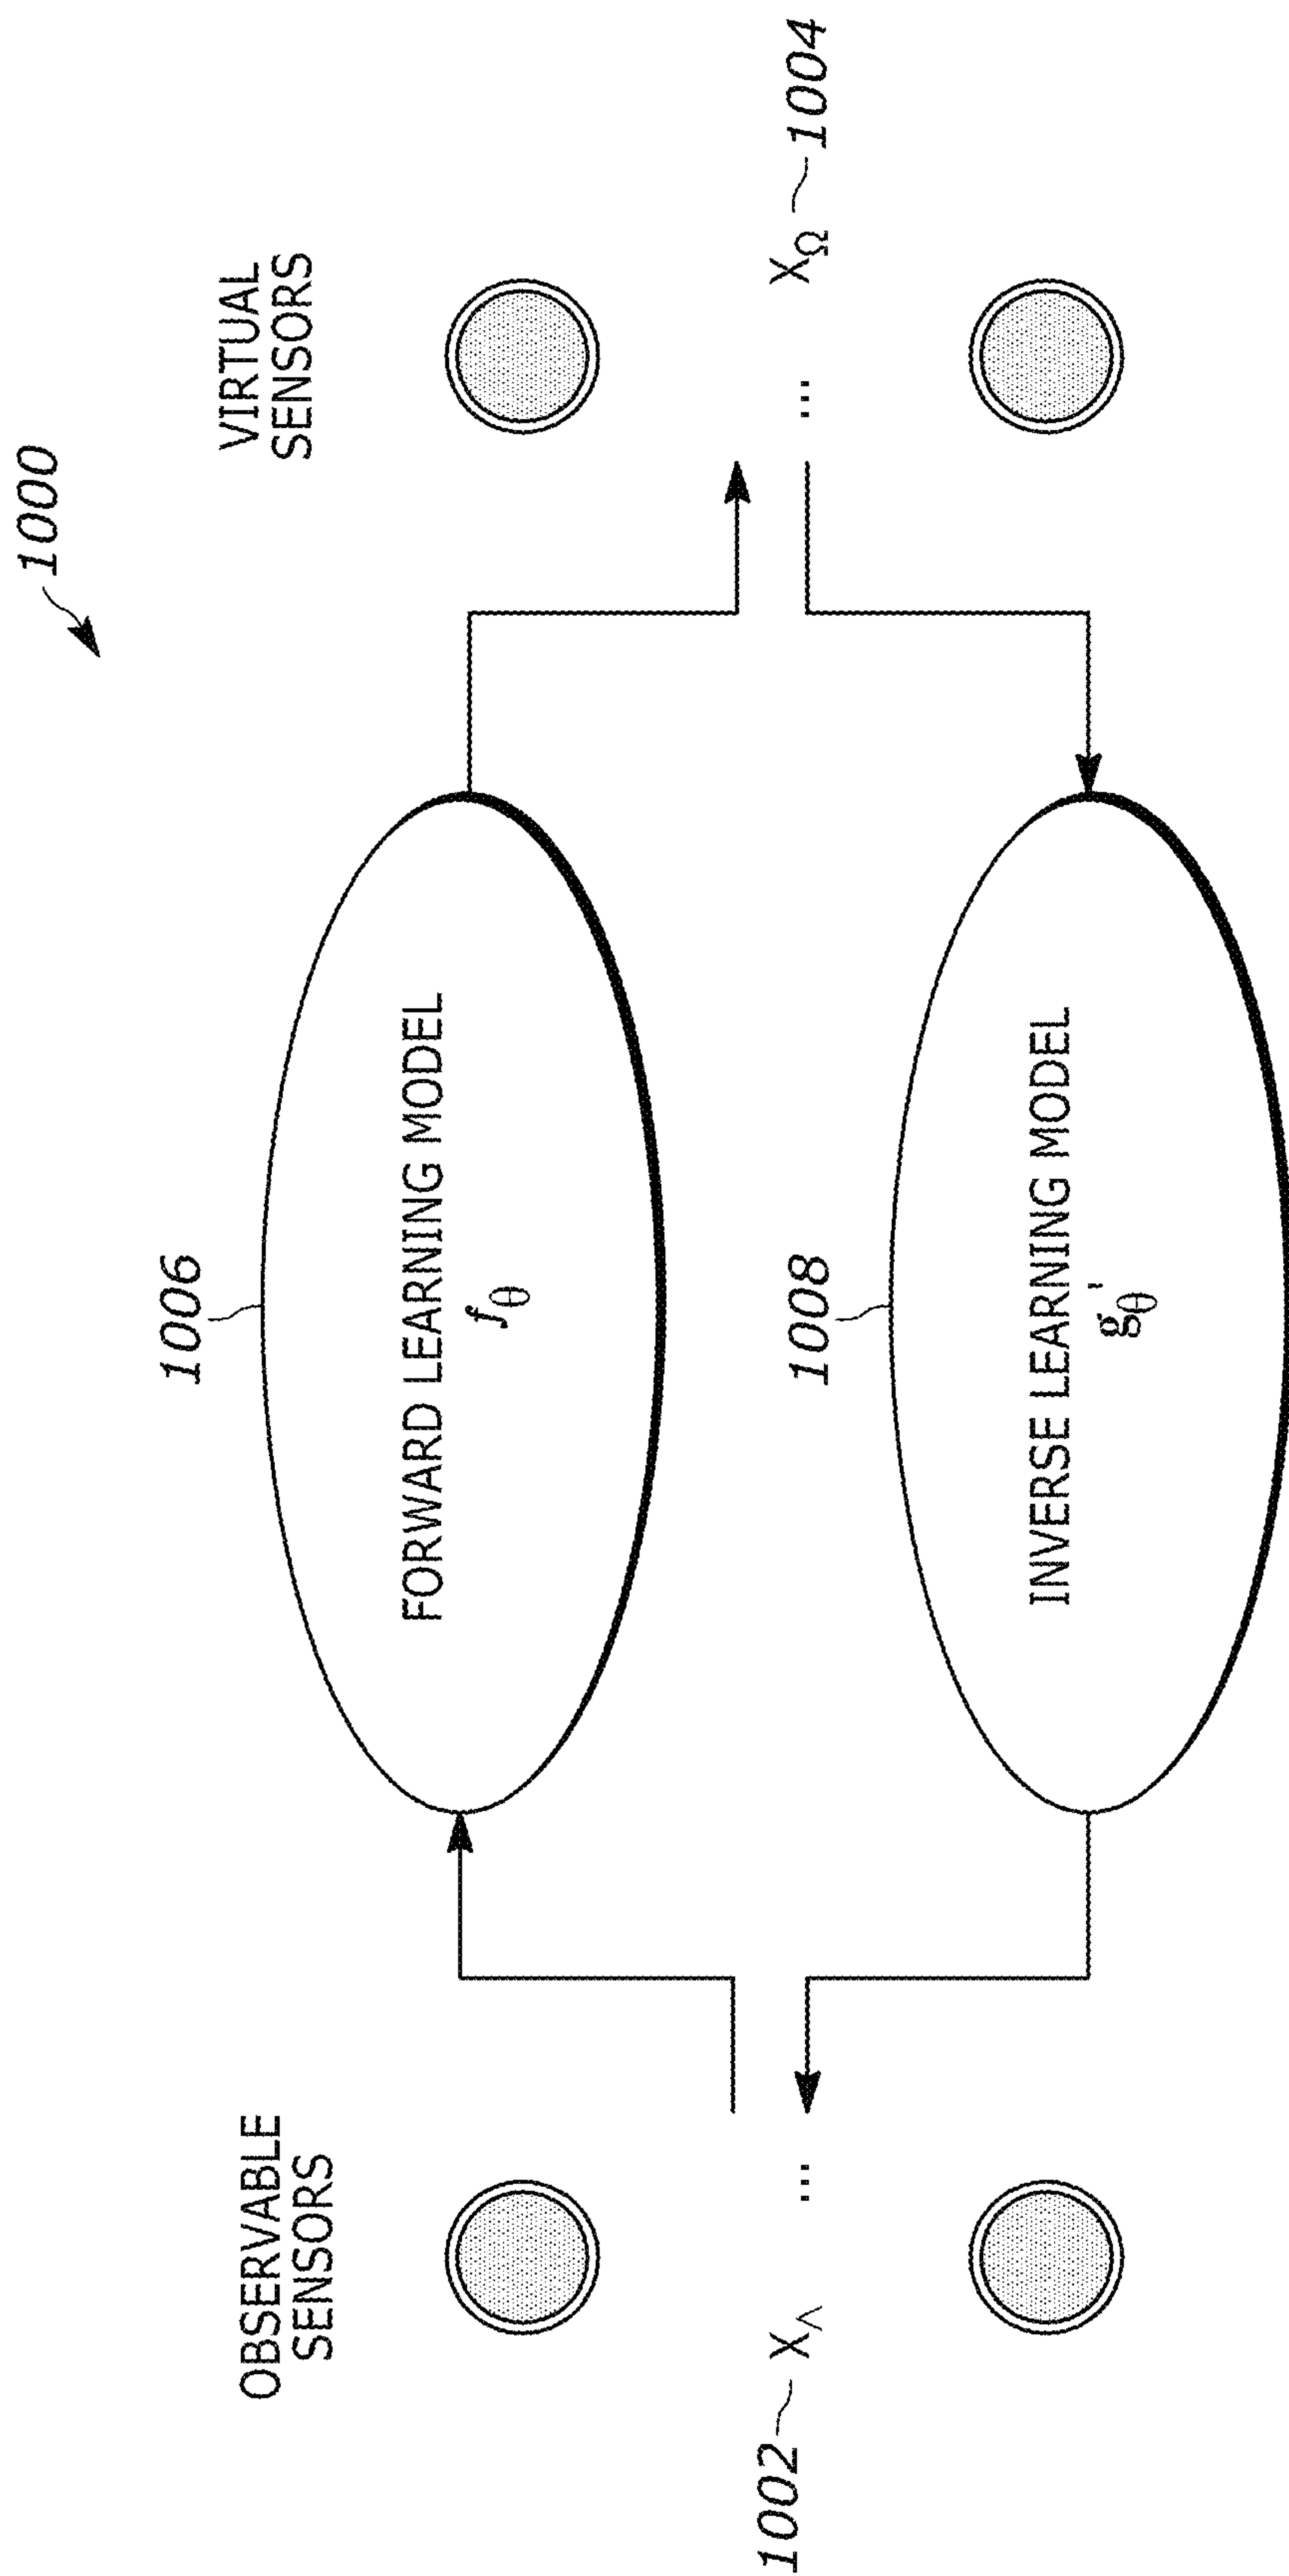 1000
OBSERVABLE
SENSORS
VIRTUAL
SENSORS
1006
FORWARD LEARNING MODEL
fθ
1002
XΛ
...
...
XΩ
1004
1008
INVERSE LEARNING MODEL
gθ'